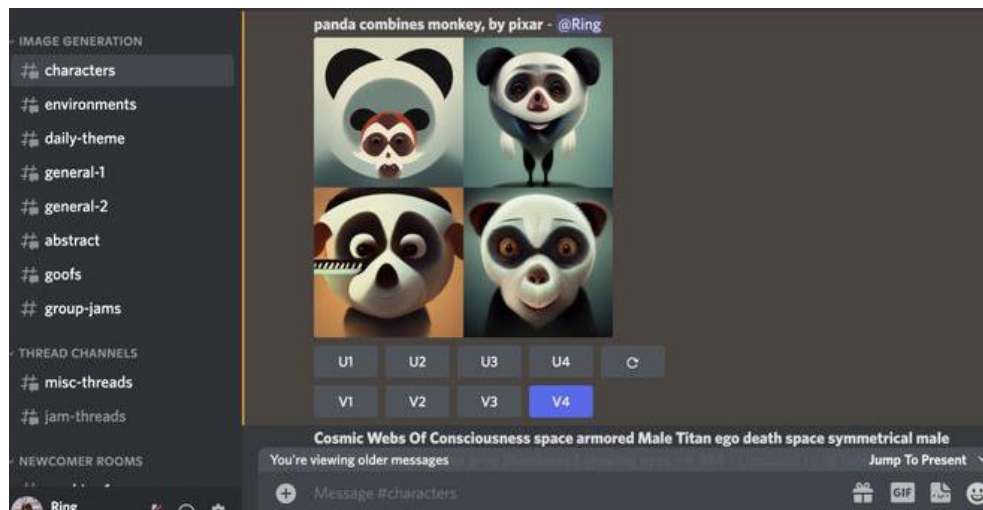 IMAGE GENERATION
characters
environments
daily-theme
general-1
general-2
abstract
goofs
group-jams
THREAD CHANNELS
misc-threads
jam-threads
NEWCOMER ROOMS
Ring
panda combines monkey, by pixar - @Ring
U1 U2 U3 U4
V1 V2 V3 V4
Cosmic Webs Of Consciousness space armored Male Titan ego death space symmetrical male
You're viewing older messages Jump To Present
Message #characters
GIF